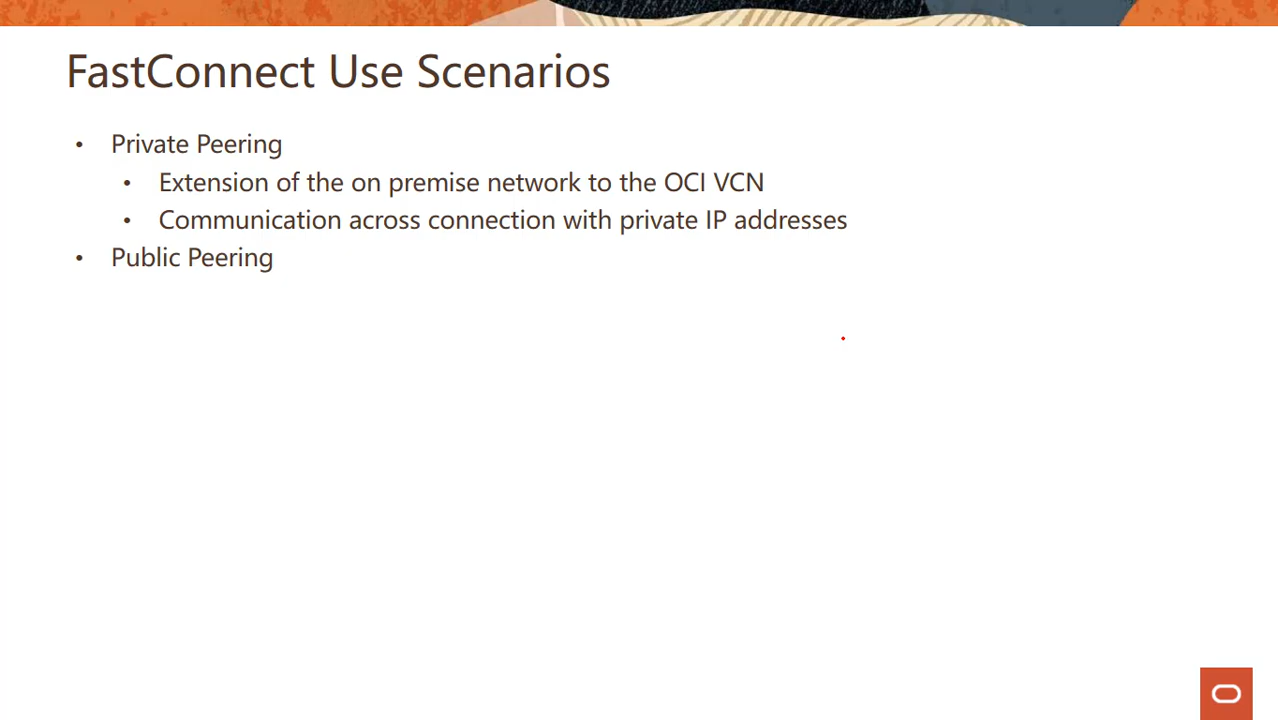 FastConnect Use Scenarios
• Private Peering
• Extension of the on premise network to the OCI VCN
• Communication across connection with private IP addresses
• Public Peering